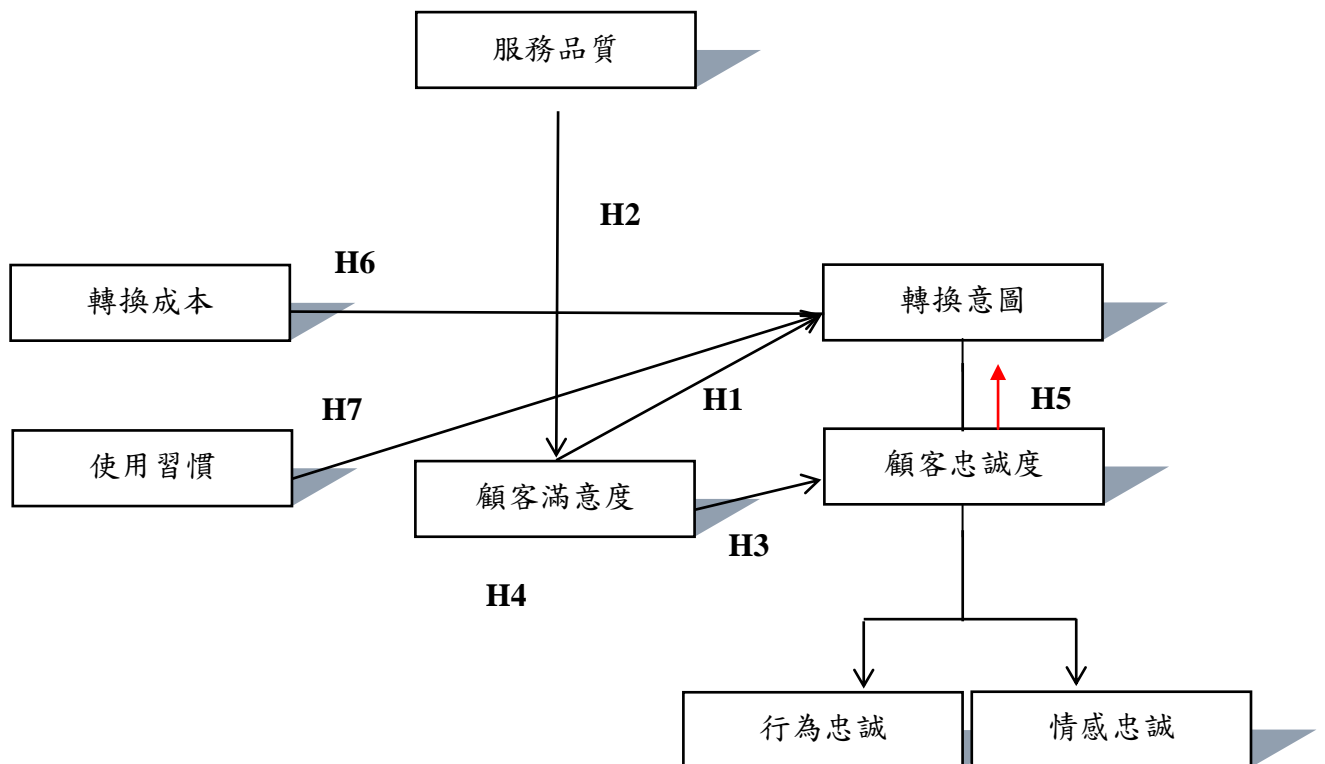 服務品質
H2
H6
轉換成本
轉換意圖
H7
H1
H5
使用習慣
顧客滿意度
顧客忠誠度
H3
H4
行為忠誠
情感忠誠